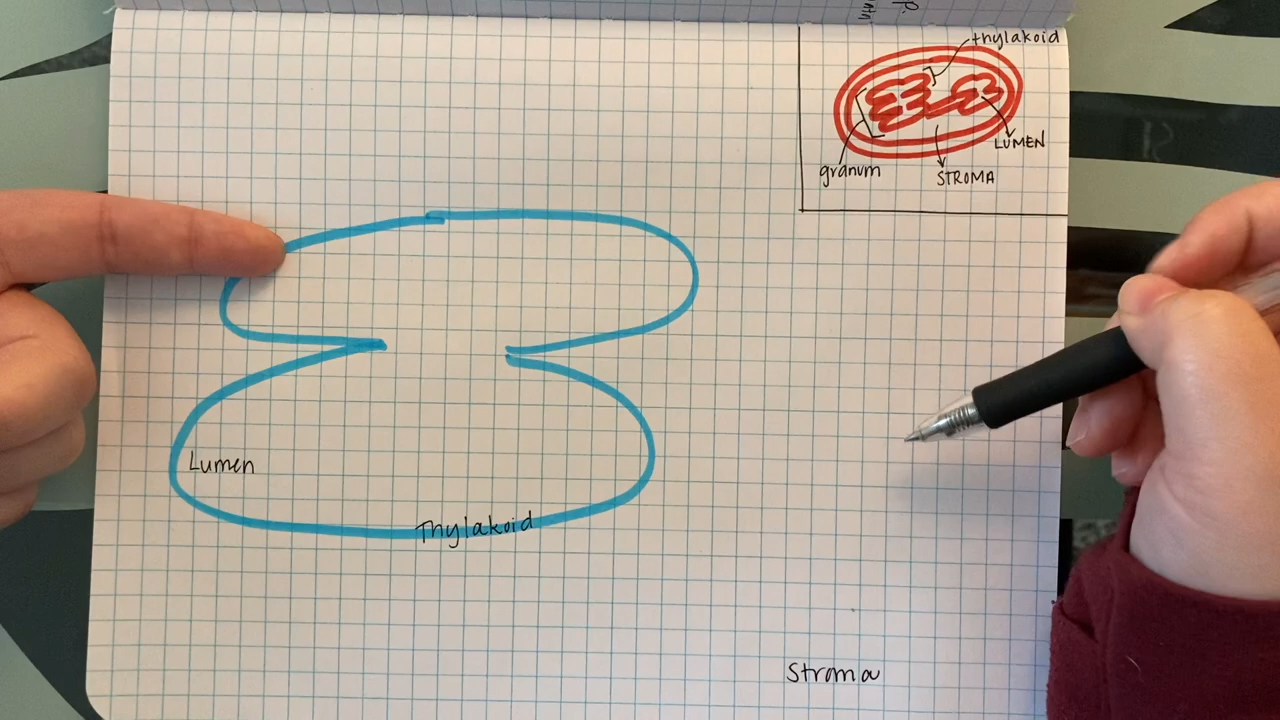 thylakoid
LUMEN
granum
STROMA
Lumen
Thylakoid
Stroma